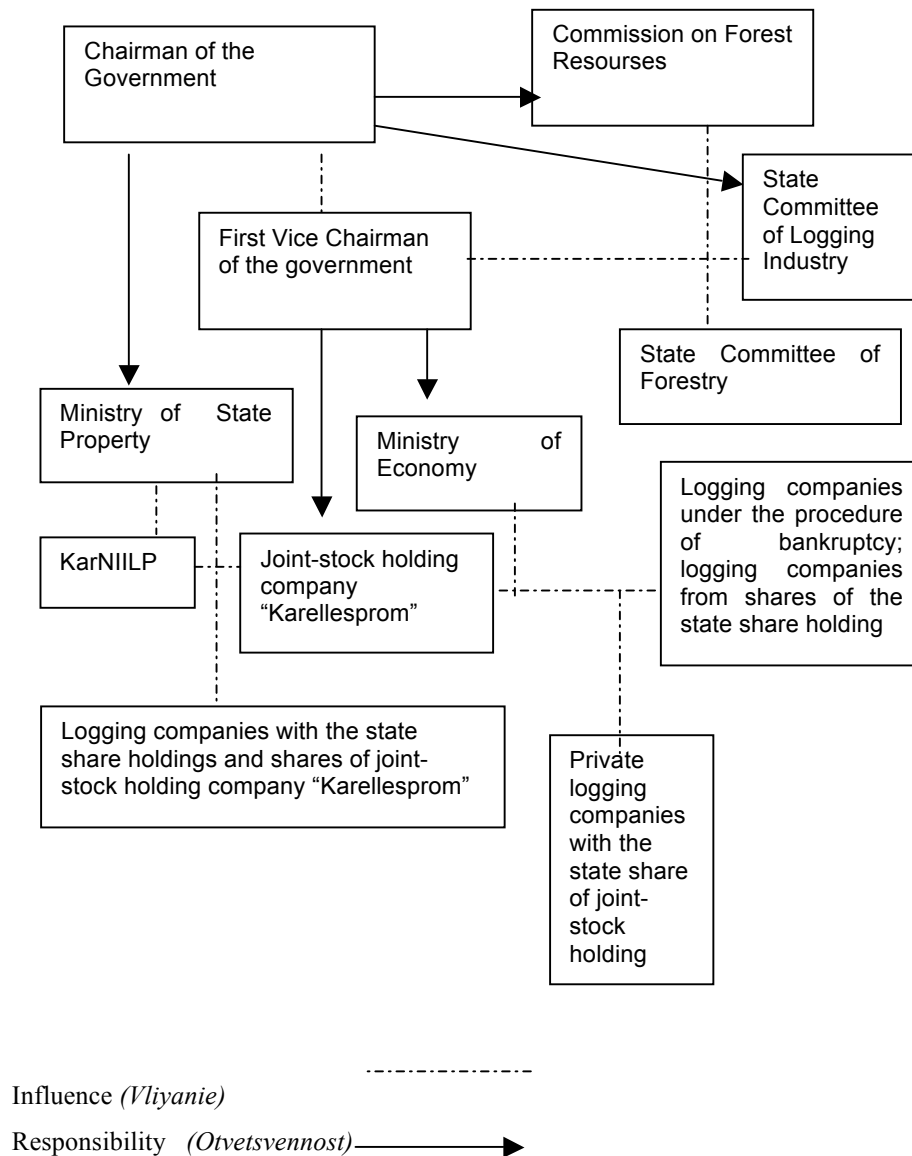 Chairman of the
Government
Commission on Forest
Resourses
State
Committee
of Logging
Industry
First Vice Chairman
of the government
State Committee of
Forestry
Ministry of State
Property
Ministry of
Economy
Logging companies
under the procedure
of bankruptcy;
logging companies
from shares of the
state share holding
KarNIILP
Joint-stock holding
company
“Karellesprom”
Logging companies with the state
share holdings and shares of joint-
stock holding company “Karellesprom”
Private
logging
companies
with the
state share
of joint-
stock
holding
Influence (Vliyanie)
Responsibility (Otvetsvennost)